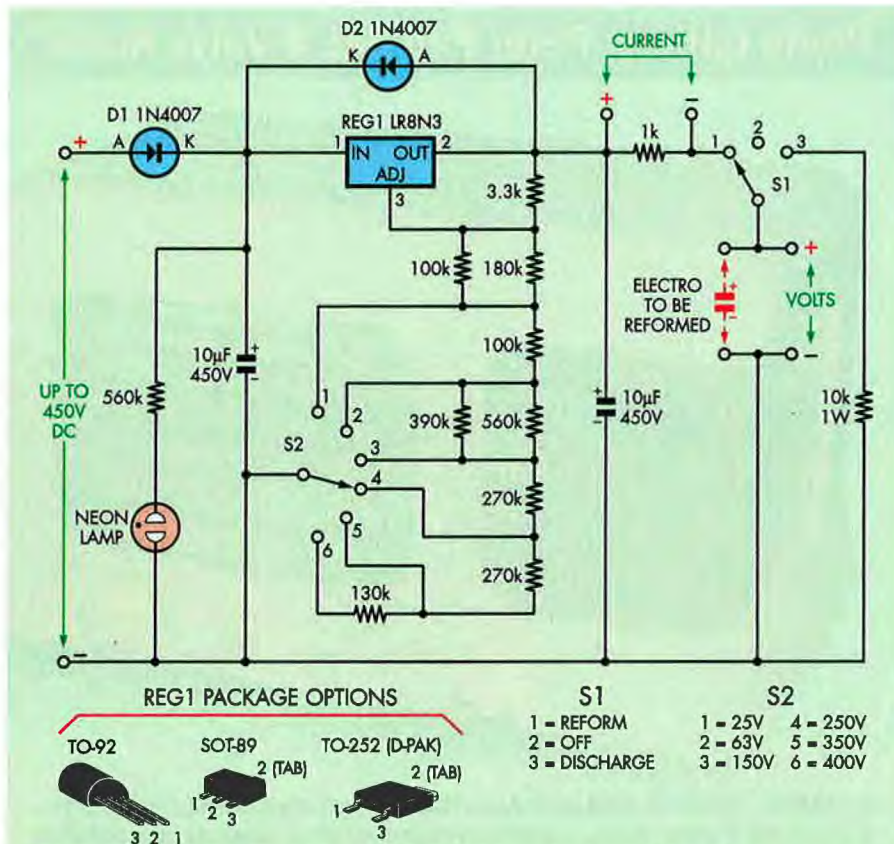 D2 1N4007
K A
CURRENT
D1 1N4007
A K
+
REG1 LR8N3
1 IN OUT 2
ADJ
3
+ −
1k
1 2 3
S1
3.3k
100k 180k
100k
390k 560k
270k
270k
130k
10µF
450V
+
−
560k
UP TO
450V
DC
NEON
LAMP
−
S2
1
2
3
4
5
6
10µF
450V
+
−
ELECTRO
TO BE
REFORMED
+
−
+
VOLTS
−
10k
1W
REG1 PACKAGE OPTIONS
TO-92
3 2 1
SOT-89
2 (TAB)
1 2 3
TO-252 (D-PAK)
2 (TAB)
1
3
S1
1 = REFORM
2 = OFF
3 = DISCHARGE
S2
1 = 25V 4 = 250V
2 = 63V 5 = 350V
3 = 150V 6 = 400V